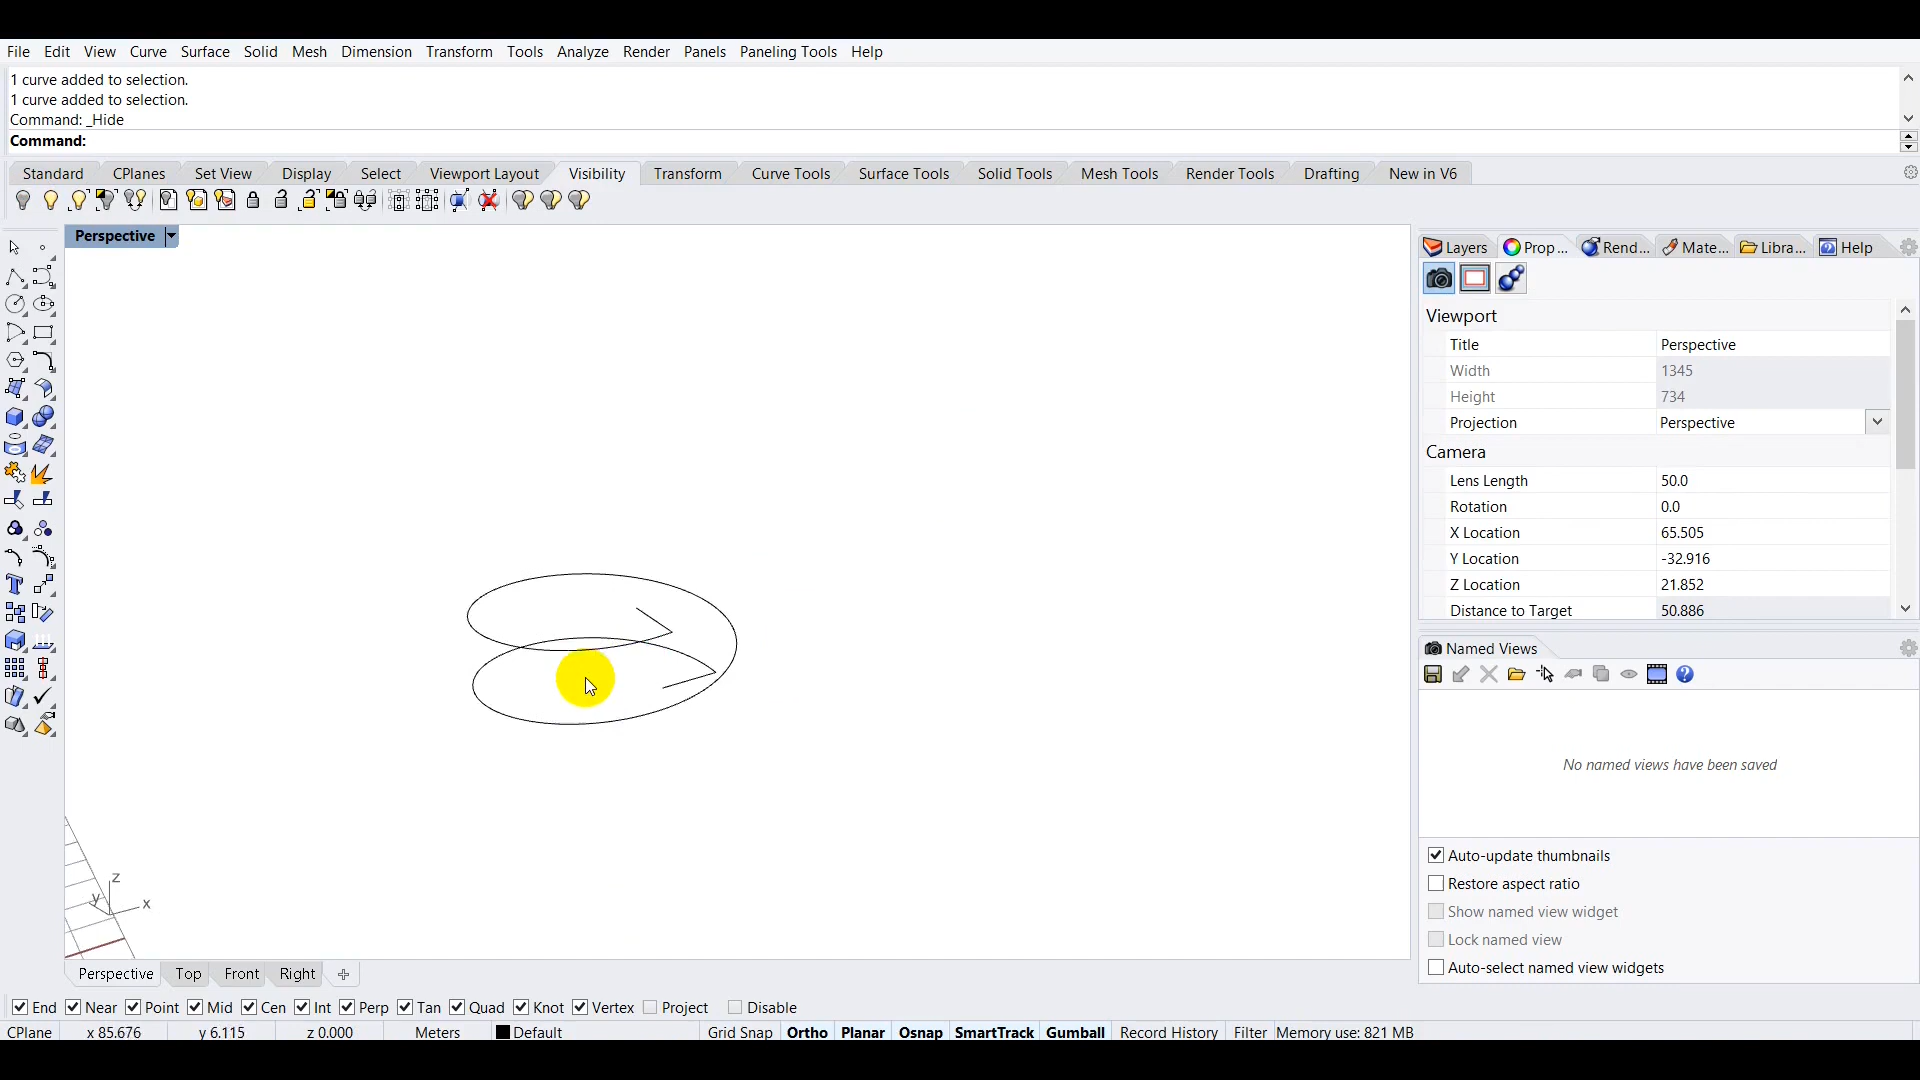 File Edit View Curve Surface Solid Mesh Dimension Transform Tools Analyze Render Panels Paneling Tools Help
1 curve added to selection.
1 curve added to selection.
Command: _Hide
Command:
Standard CPlanes Set View Display Select Viewport Layout Visibility Transform Curve Tools Surface Tools Solid Tools Mesh Tools Render Tools Drafting New in V6
Perspective
Layers Prop... Rend... Mate... Libra... Help
Viewport
Title Perspective
Width 1345
Height 734
Projection Perspective
Camera
Lens Length 50.0
Rotation 0.0
X Location 65.505
Y Location -32.916
Z Location 21.852
Distance to Target 50.886
Named Views
No named views have been saved
Auto-update thumbnails
Restore aspect ratio
Show named view widget
Lock named view
Auto-select named view widgets
z
y x
Perspective Top Front Right
End Near Point Mid Cen Int Perp Tan Quad Knot Vertex Project Disable
CPlane x 85.676 y 6.115 z 0.000 Meters Default Grid Snap Ortho Planar Osnap SmartTrack Gumball Record History Filter Memory use: 821 MB